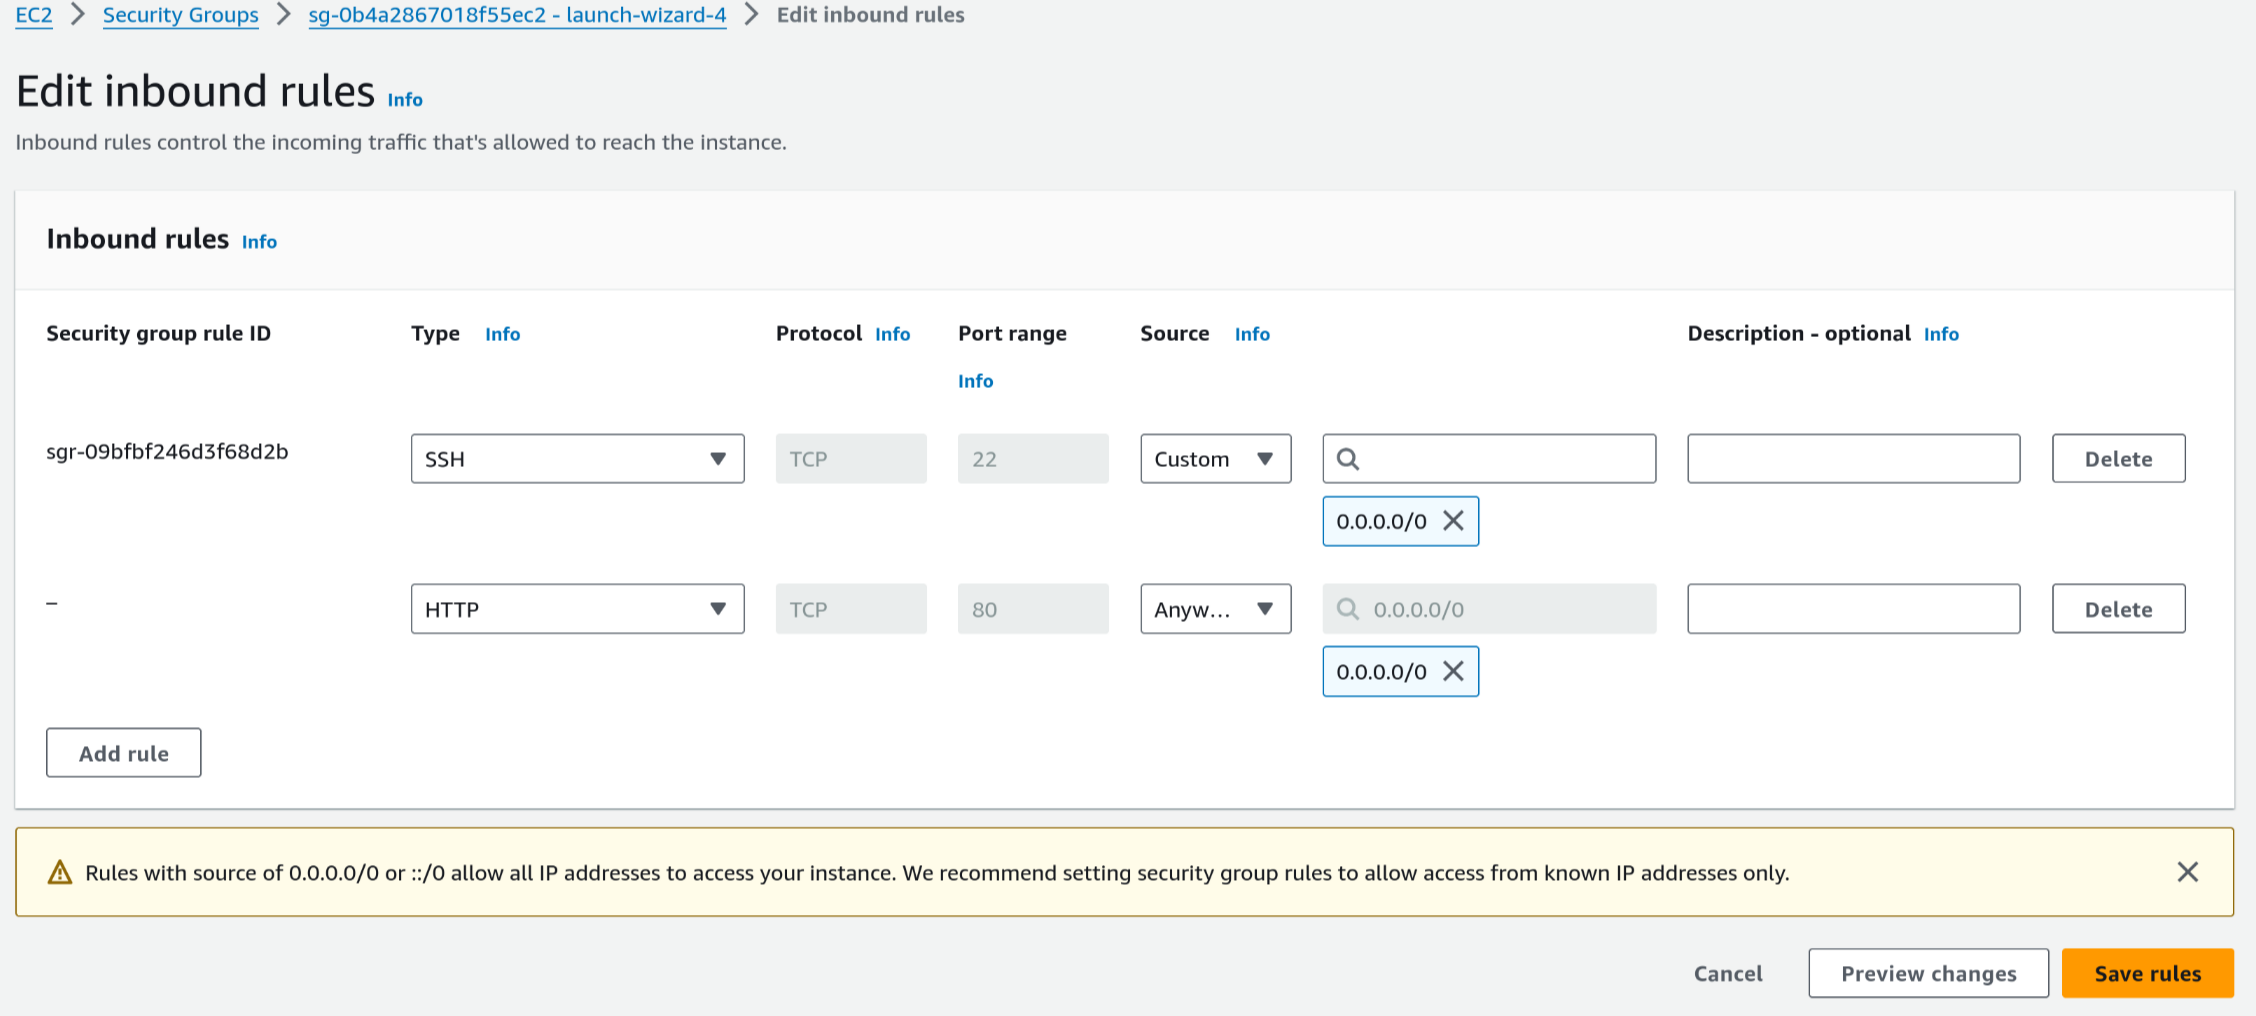 EC2 > Security Groups > sg-0b4a2867018f55ec2 - launch-wizard-4 > Edit inbound rules
Edit inbound rules Info
Inbound rules control the incoming traffic that's allowed to reach the instance.
Inbound rules Info
Security group rule ID Type Info Protocol Info Port range Info Source Info Description - optional Info
sgr-09bfbf246d3f68d2b SSH TCP 22 Custom Delete
0.0.0.0/0
– HTTP TCP 80 Anyw... 0.0.0.0/0 Delete
0.0.0.0/0
Add rule
Rules with source of 0.0.0.0/0 or ::/0 allow all IP addresses to access your instance. We recommend setting security group rules to allow access from known IP addresses only.
Cancel Preview changes Save rules